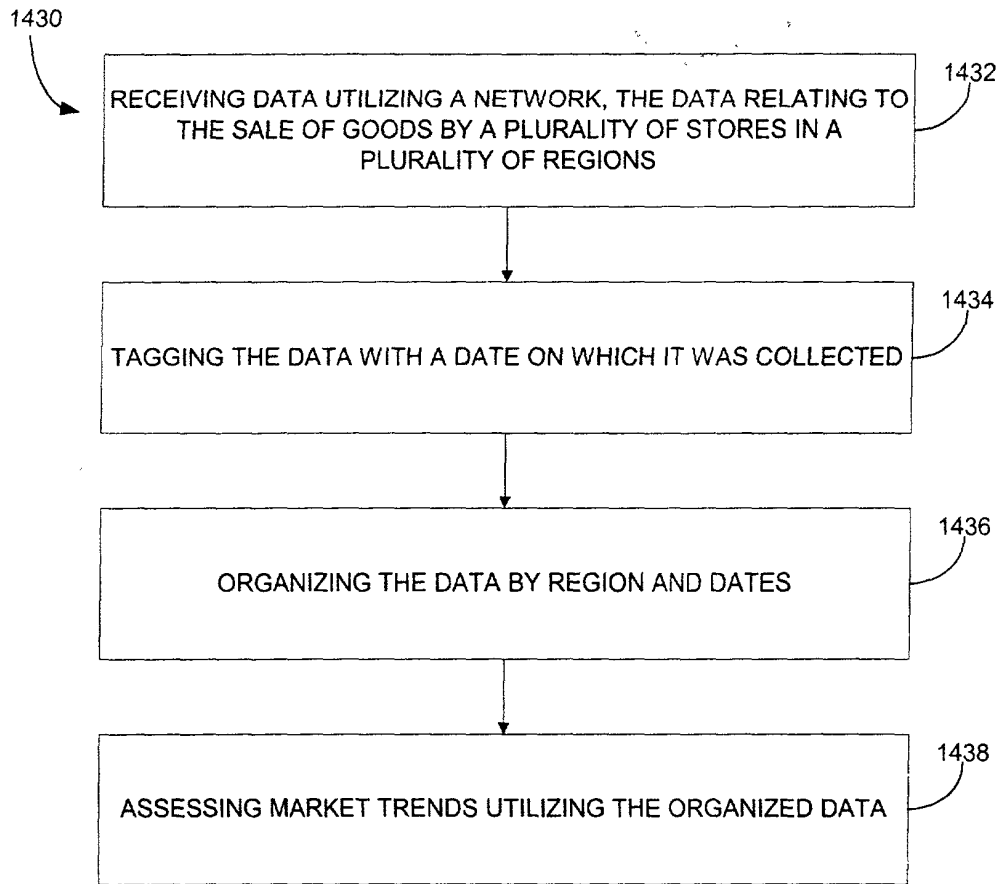 1430
1432
RECEIVING DATA UTILIZING A NETWORK, THE DATA RELATING TO
THE SALE OF GOODS BY A PLURALITY OF STORES IN A
PLURALITY OF REGIONS
1434
TAGGING THE DATA WITH A DATE ON WHICH IT WAS COLLECTED
1436
ORGANIZING THE DATA BY REGION AND DATES
1438
ASSESSING MARKET TRENDS UTILIZING THE ORGANIZED DATA